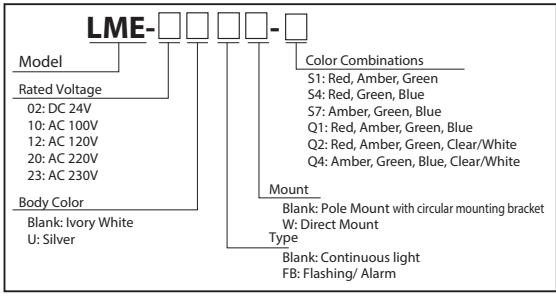 LME- -
Model
Rated Voltage
02: DC 24V
10: AC 100V
12: AC 120V
20: AC 220V
23: AC 230V
Body Color
Blank: Ivory White
U: Silver
Color Combinations
S1: Red, Amber, Green
S4: Red, Green, Blue
S7: Amber, Green, Blue
Q1: Red, Amber, Green, Blue
Q2: Red, Amber, Green, Clear/White
Q4: Amber, Green, Blue, Clear/White
Mount
Blank: Pole Mount with circular mounting bracket
W: Direct Mount
Type
Blank: Continuous light
FB: Flashing/ Alarm